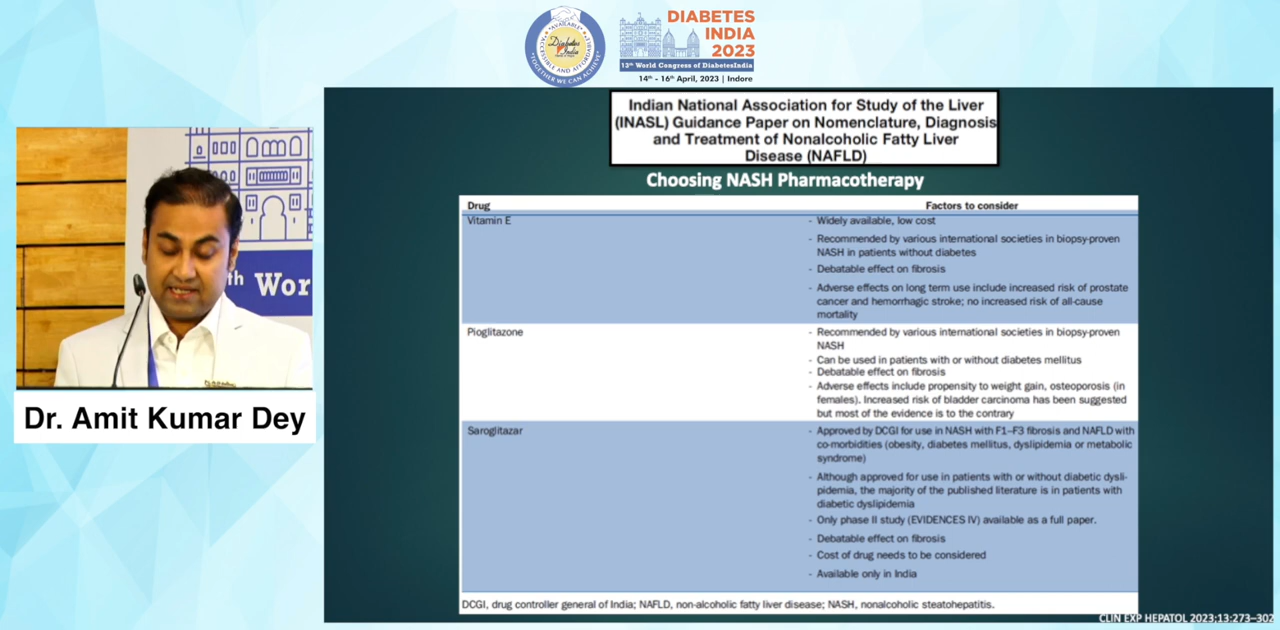 AVAILABLE
ACCESSIBLE AND AFFORDABLE
Diabetes
India
TOGETHER WE CAN ACHIEVE
DIABETES
INDIA
2023
12th World Congress of DiabetesIndia
14th - 16th April, 2023 | Indore
th Wor
Dr. Amit Kumar Dey
Indian National Association for Study of the Liver
(INASL) Guidance Paper on Nomenclature, Diagnosis
and Treatment of Nonalcoholic Fatty Liver
Disease (NAFLD)
Choosing NASH Pharmacotherapy
Drug Factors to consider
Vitamin E
- Widely available, low cost
- Recommended by various international societies in biopsy-proven
NASH in patients without diabetes
- Debatable effect on fibrosis
- Adverse effects on long term use include increased risk of prostate
cancer and hemorrhagic stroke; no increased risk of all-cause
mortality
Pioglitazone
- Recommended by various international societies in biopsy-proven
NASH
- Can be used in patients with or without diabetes mellitus
- Debatable effect on fibrosis
- Adverse effects include propensity to weight gain, osteoporosis (in
females). Increased risk of bladder carcinoma has been suggested
but most of the evidence is to the contrary
Saroglitazar
- Approved by DCGI for use in NASH with F1–F3 fibrosis and NAFLD with
co-morbidities (obesity, diabetes mellitus, dyslipidemia or metabolic
syndrome)
- Although approved for use in patients with or without diabetic dysli-
pidemia, the majority of the published literature is in patients with
diabetic dyslipidemia
- Only phase II study (EVIDENCES IV) available as a full paper.
- Debatable effect on fibrosis
- Cost of drug needs to be considered
- Available only in India
DCGI, drug controller general of India; NAFLD, non-alcoholic fatty liver disease; NASH, nonalcoholic steatohepatitis.
CLIN EXP HEPATOL 2023;13:273–302